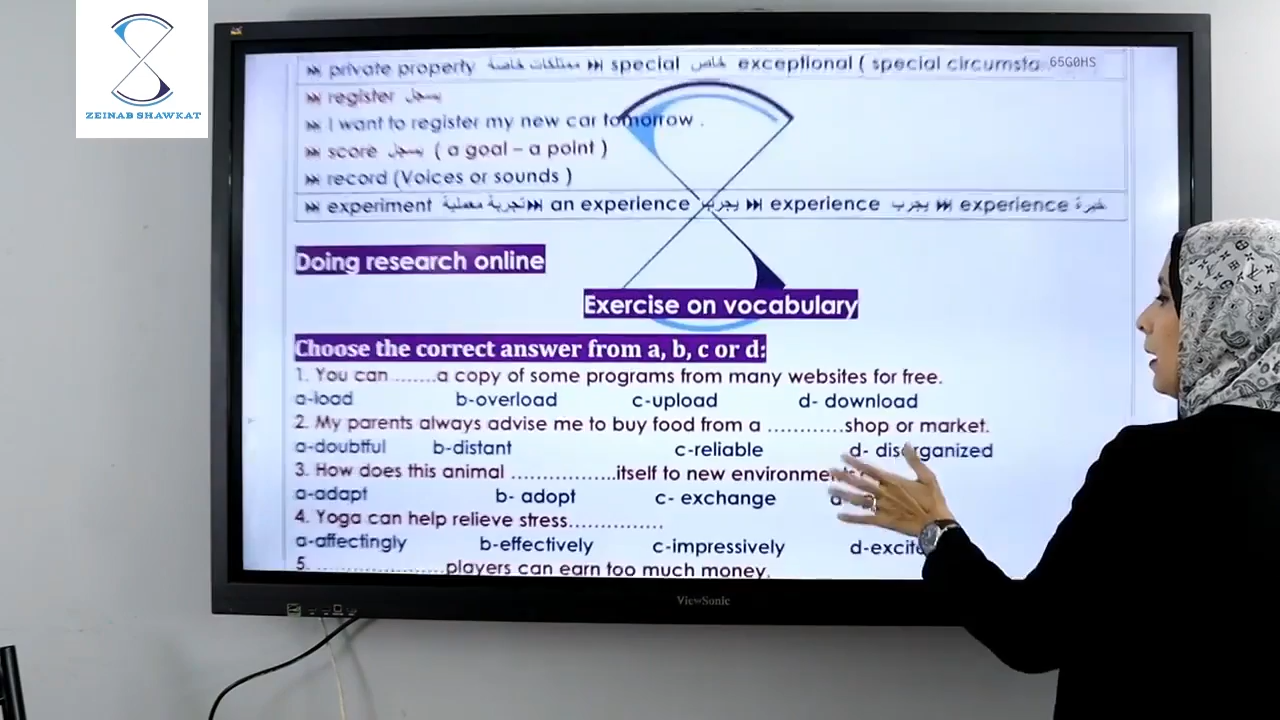 ZEINAB SHAWKAT
⏭ private property ممتلكات خاصة ⏭ special خاص exceptional ( special circumsta
65G0HS
⏭ register يسجل
⏭ I want to register my new car tomorrow .
⏭ score يسجل ( a goal – a point )
⏭ record (Voices or sounds )
⏭ experiment تجربة معملية ⏭ an experience يجرب ⏭ experience يجرب ⏭ experience خبرة
Doing research online
Exercise on vocabulary
Choose the correct answer from a, b, c or d:
1. You can ........a copy of some programs from many websites for free.
a-load b-overload c-upload d- download
2. My parents always advise me to buy food from a ............shop or market.
a-doubtful b-distant c-reliable d- disorganized
3. How does this animal ................itself to new environments
a-adapt b- adopt c- exchange d
4. Yoga can help relieve stress...............
a-affectingly b-effectively c-impressively
5. ....................players can earn too much money.
ViewSonic